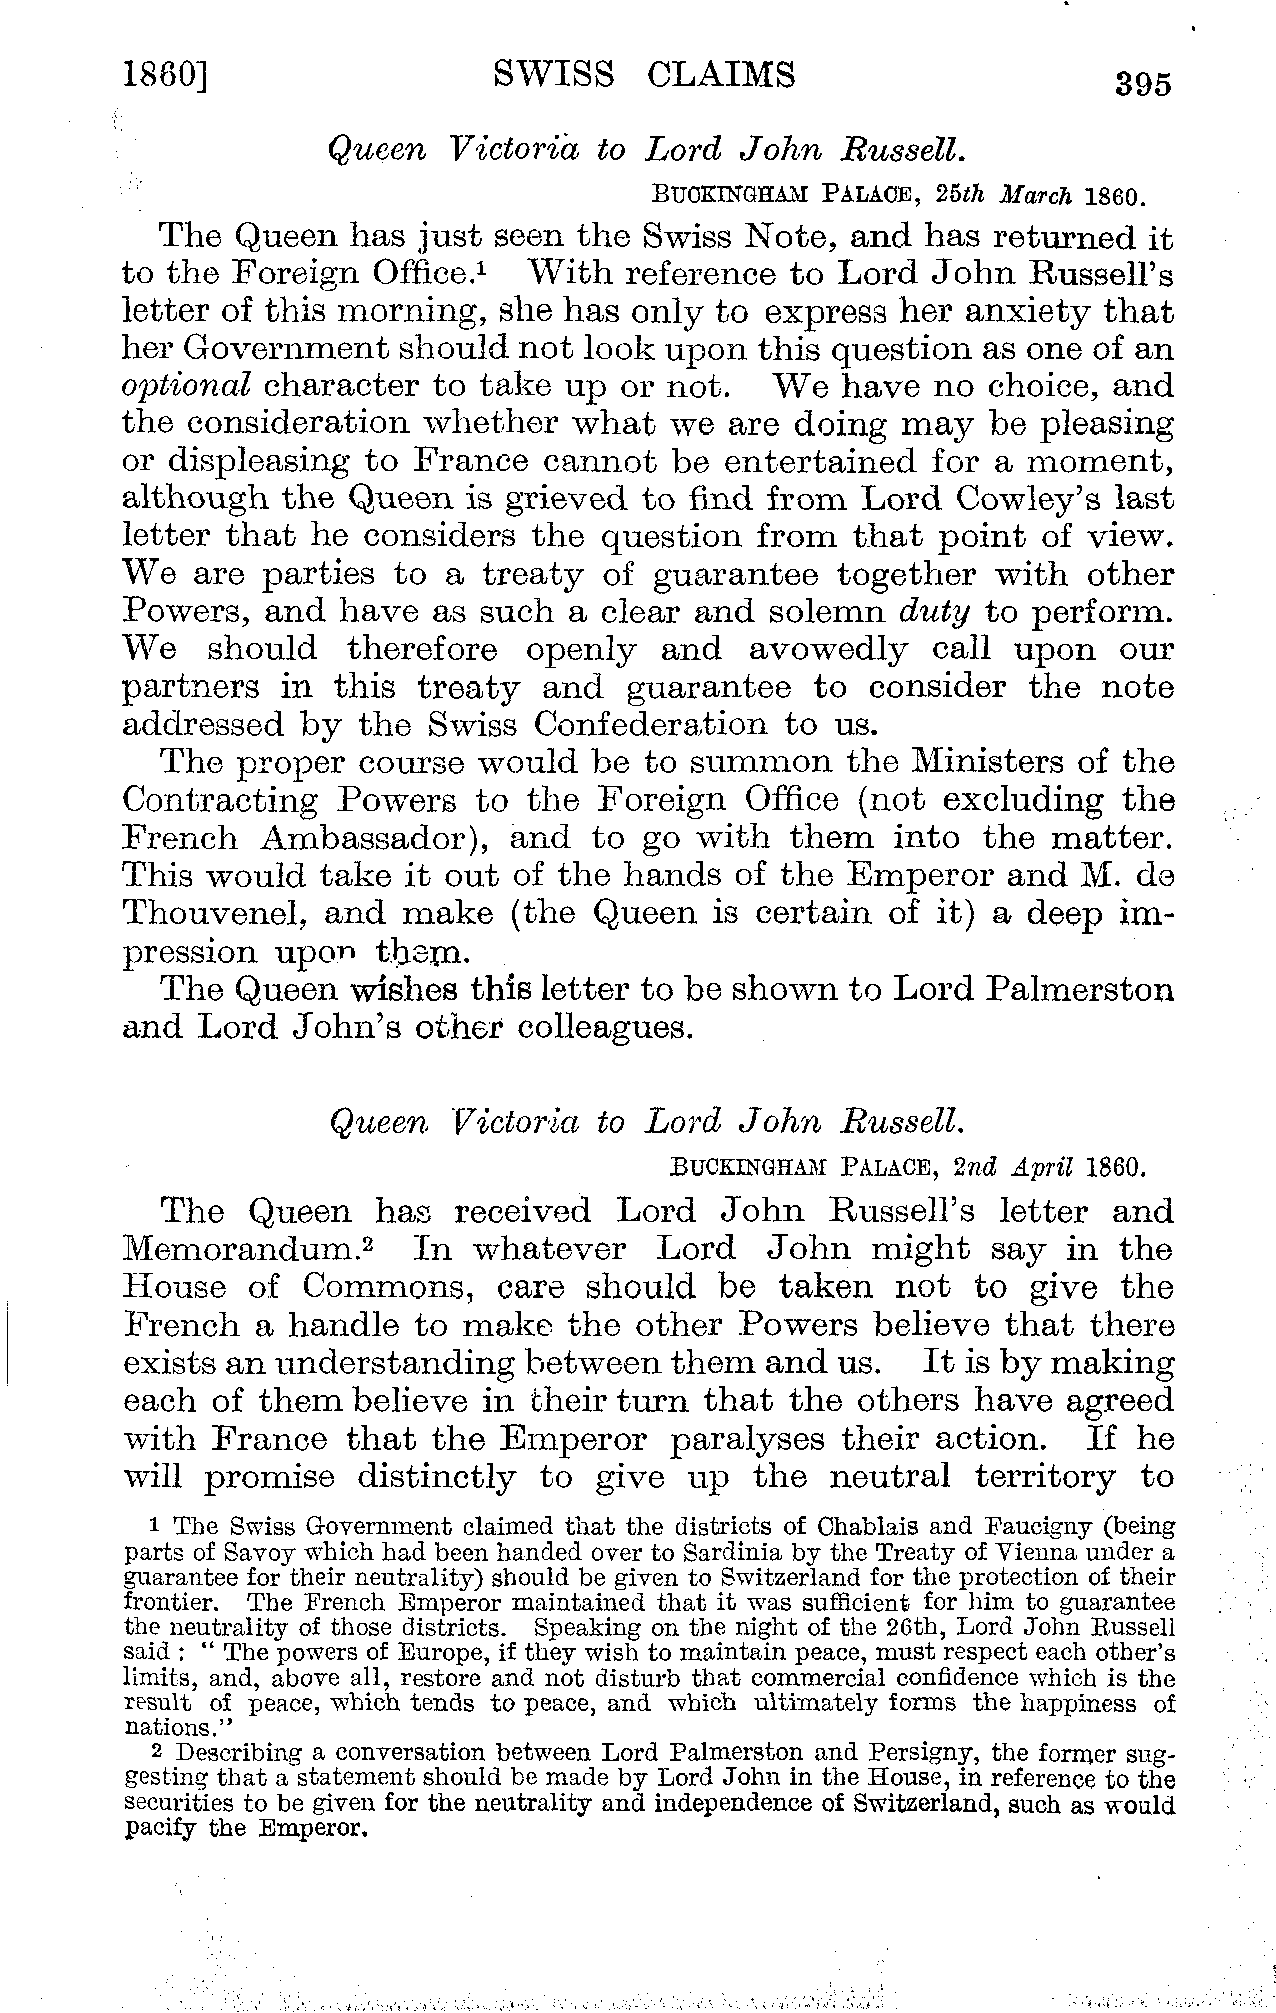 1860] SWISS CLAIMS 395
Queen Victoria to Lord John Russell.
BUCKINGHAM PALACE, 25th March 1860.
The Queen has just seen the Swiss Note, and has returned it
to the Foreign Office.¹ With reference to Lord John Russell's
letter of this morning, she has only to express her anxiety that
her Government should not look upon this question as one of an
optional character to take up or not. We have no choice, and
the consideration whether what we are doing may be pleasing
or displeasing to France cannot be entertained for a moment,
although the Queen is grieved to find from Lord Cowley's last
letter that he considers the question from that point of view.
We are parties to a treaty of guarantee together with other
Powers, and have as such a clear and solemn duty to perform.
We should therefore openly and avowedly call upon our
partners in this treaty and guarantee to consider the note
addressed by the Swiss Confederation to us.
The proper course would be to summon the Ministers of the
Contracting Powers to the Foreign Office (not excluding the
French Ambassador), and to go with them into the matter.
This would take it out of the hands of the Emperor and M. de
Thouvenel, and make (the Queen is certain of it) a deep im-
pression upon them.
The Queen wishes this letter to be shown to Lord Palmerston
and Lord John's other colleagues.
Queen Victoria to Lord John Russell.
BUCKINGHAM PALACE, 2nd April 1860.
The Queen has received Lord John Russell's letter and
Memorandum.² In whatever Lord John might say in the
House of Commons, care should be taken not to give the
French a handle to make the other Powers believe that there
exists an understanding between them and us. It is by making
each of them believe in their turn that the others have agreed
with France that the Emperor paralyses their action. If he
will promise distinctly to give up the neutral territory to
1 The Swiss Government claimed that the districts of Chablais and Faucigny (being
parts of Savoy which had been handed over to Sardinia by the Treaty of Vienna under a
guarantee for their neutrality) should be given to Switzerland for the protection of their
frontier. The French Emperor maintained that it was sufficient for him to guarantee
the neutrality of those districts. Speaking on the night of the 26th, Lord John Russell
said : " The powers of Europe, if they wish to maintain peace, must respect each other's
limits, and, above all, restore and not disturb that commercial confidence which is the
result of peace, which tends to peace, and which ultimately forms the happiness of
nations."
2 Describing a conversation between Lord Palmerston and Persigny, the former sug-
gesting that a statement should be made by Lord John in the House, in reference to the
securities to be given for the neutrality and independence of Switzerland, such as would
pacify the Emperor.